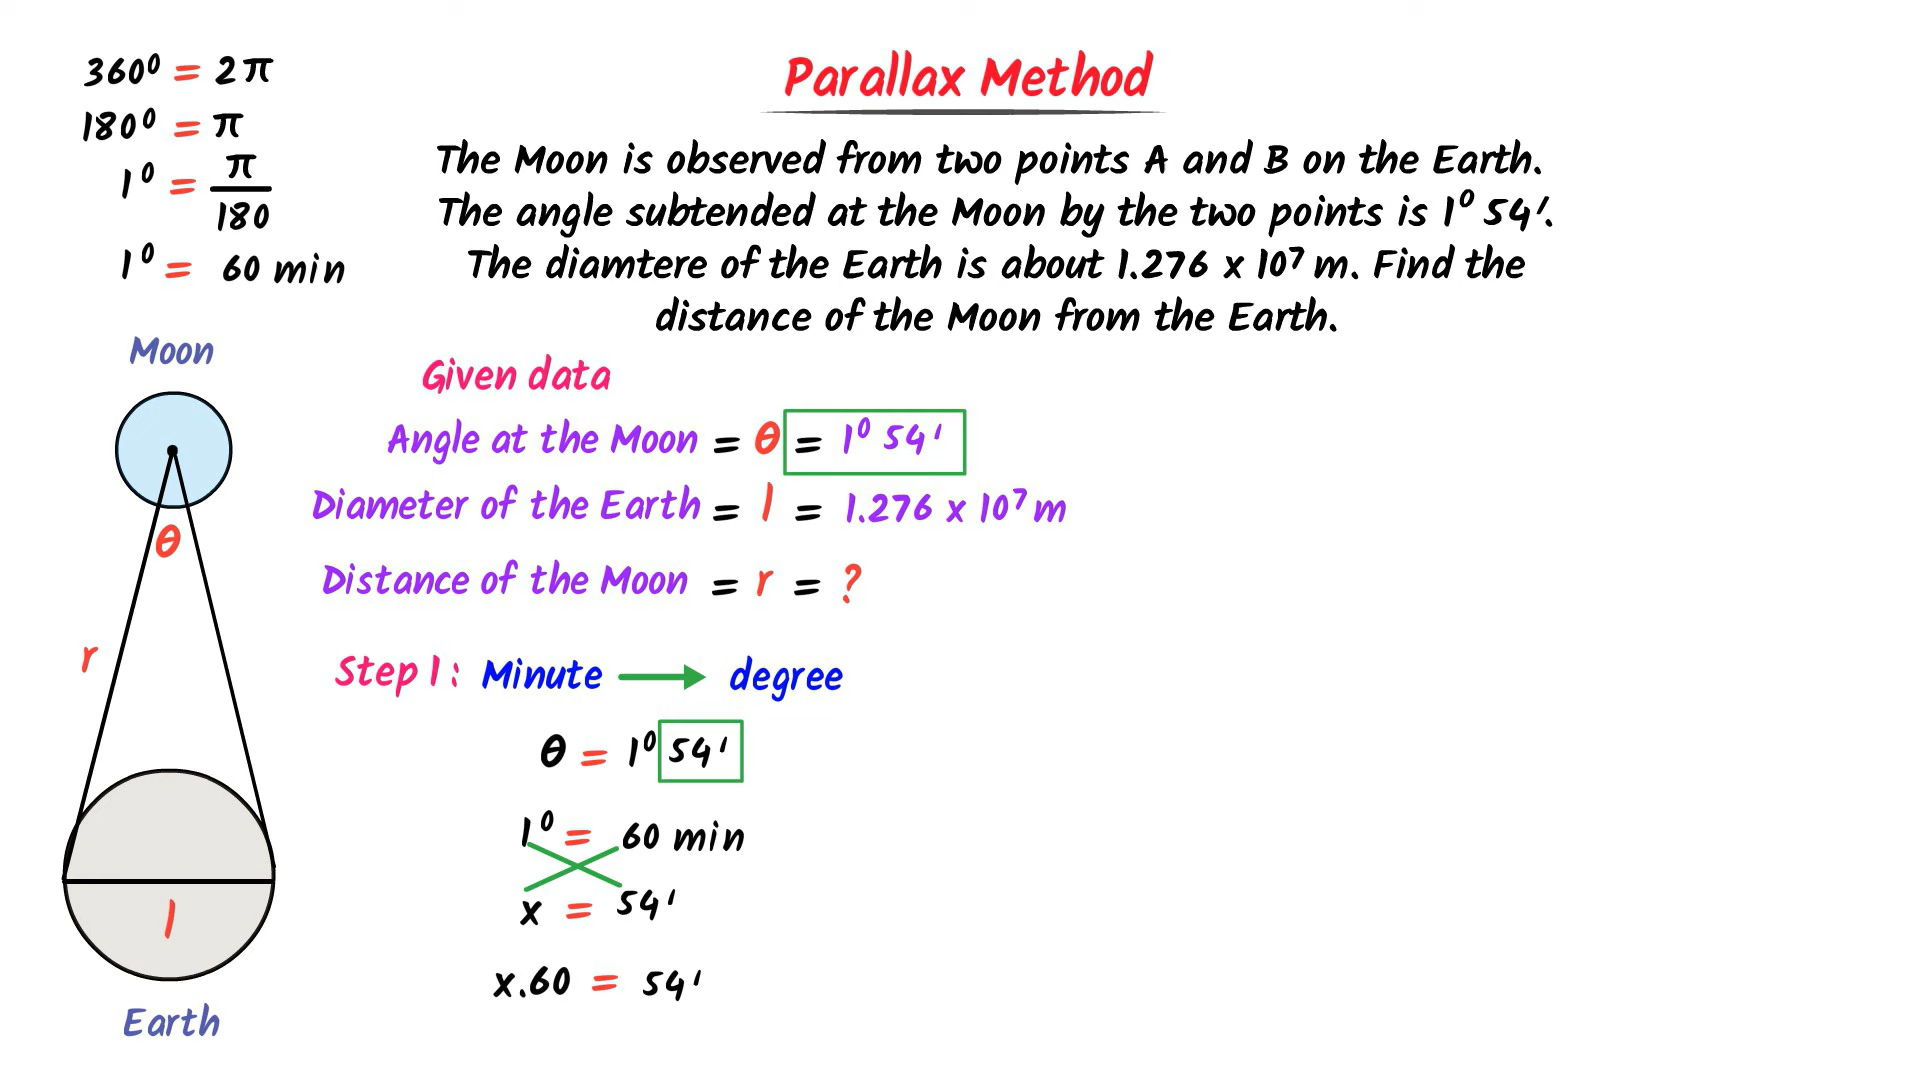 360⁰ = 2π
180⁰ = π
1⁰ = π/180
1⁰ = 60 min
Parallax Method
The Moon is observed from two points A and B on the Earth.
The angle subtended at the Moon by the two points is 1⁰ 54'.
The diamtere of the Earth is about 1.276 x 10⁷ m. Find the
distance of the Moon from the Earth.
Moon
θ
r
l
Earth
Given data
Angle at the Moon = θ = 1⁰ 54'
Diameter of the Earth = l = 1.276 x 10⁷ m
Distance of the Moon = r = ?
Step 1: Minute → degree
θ = 1⁰ 54'
1⁰ = 60 min
x = 54'
x.60 = 54'